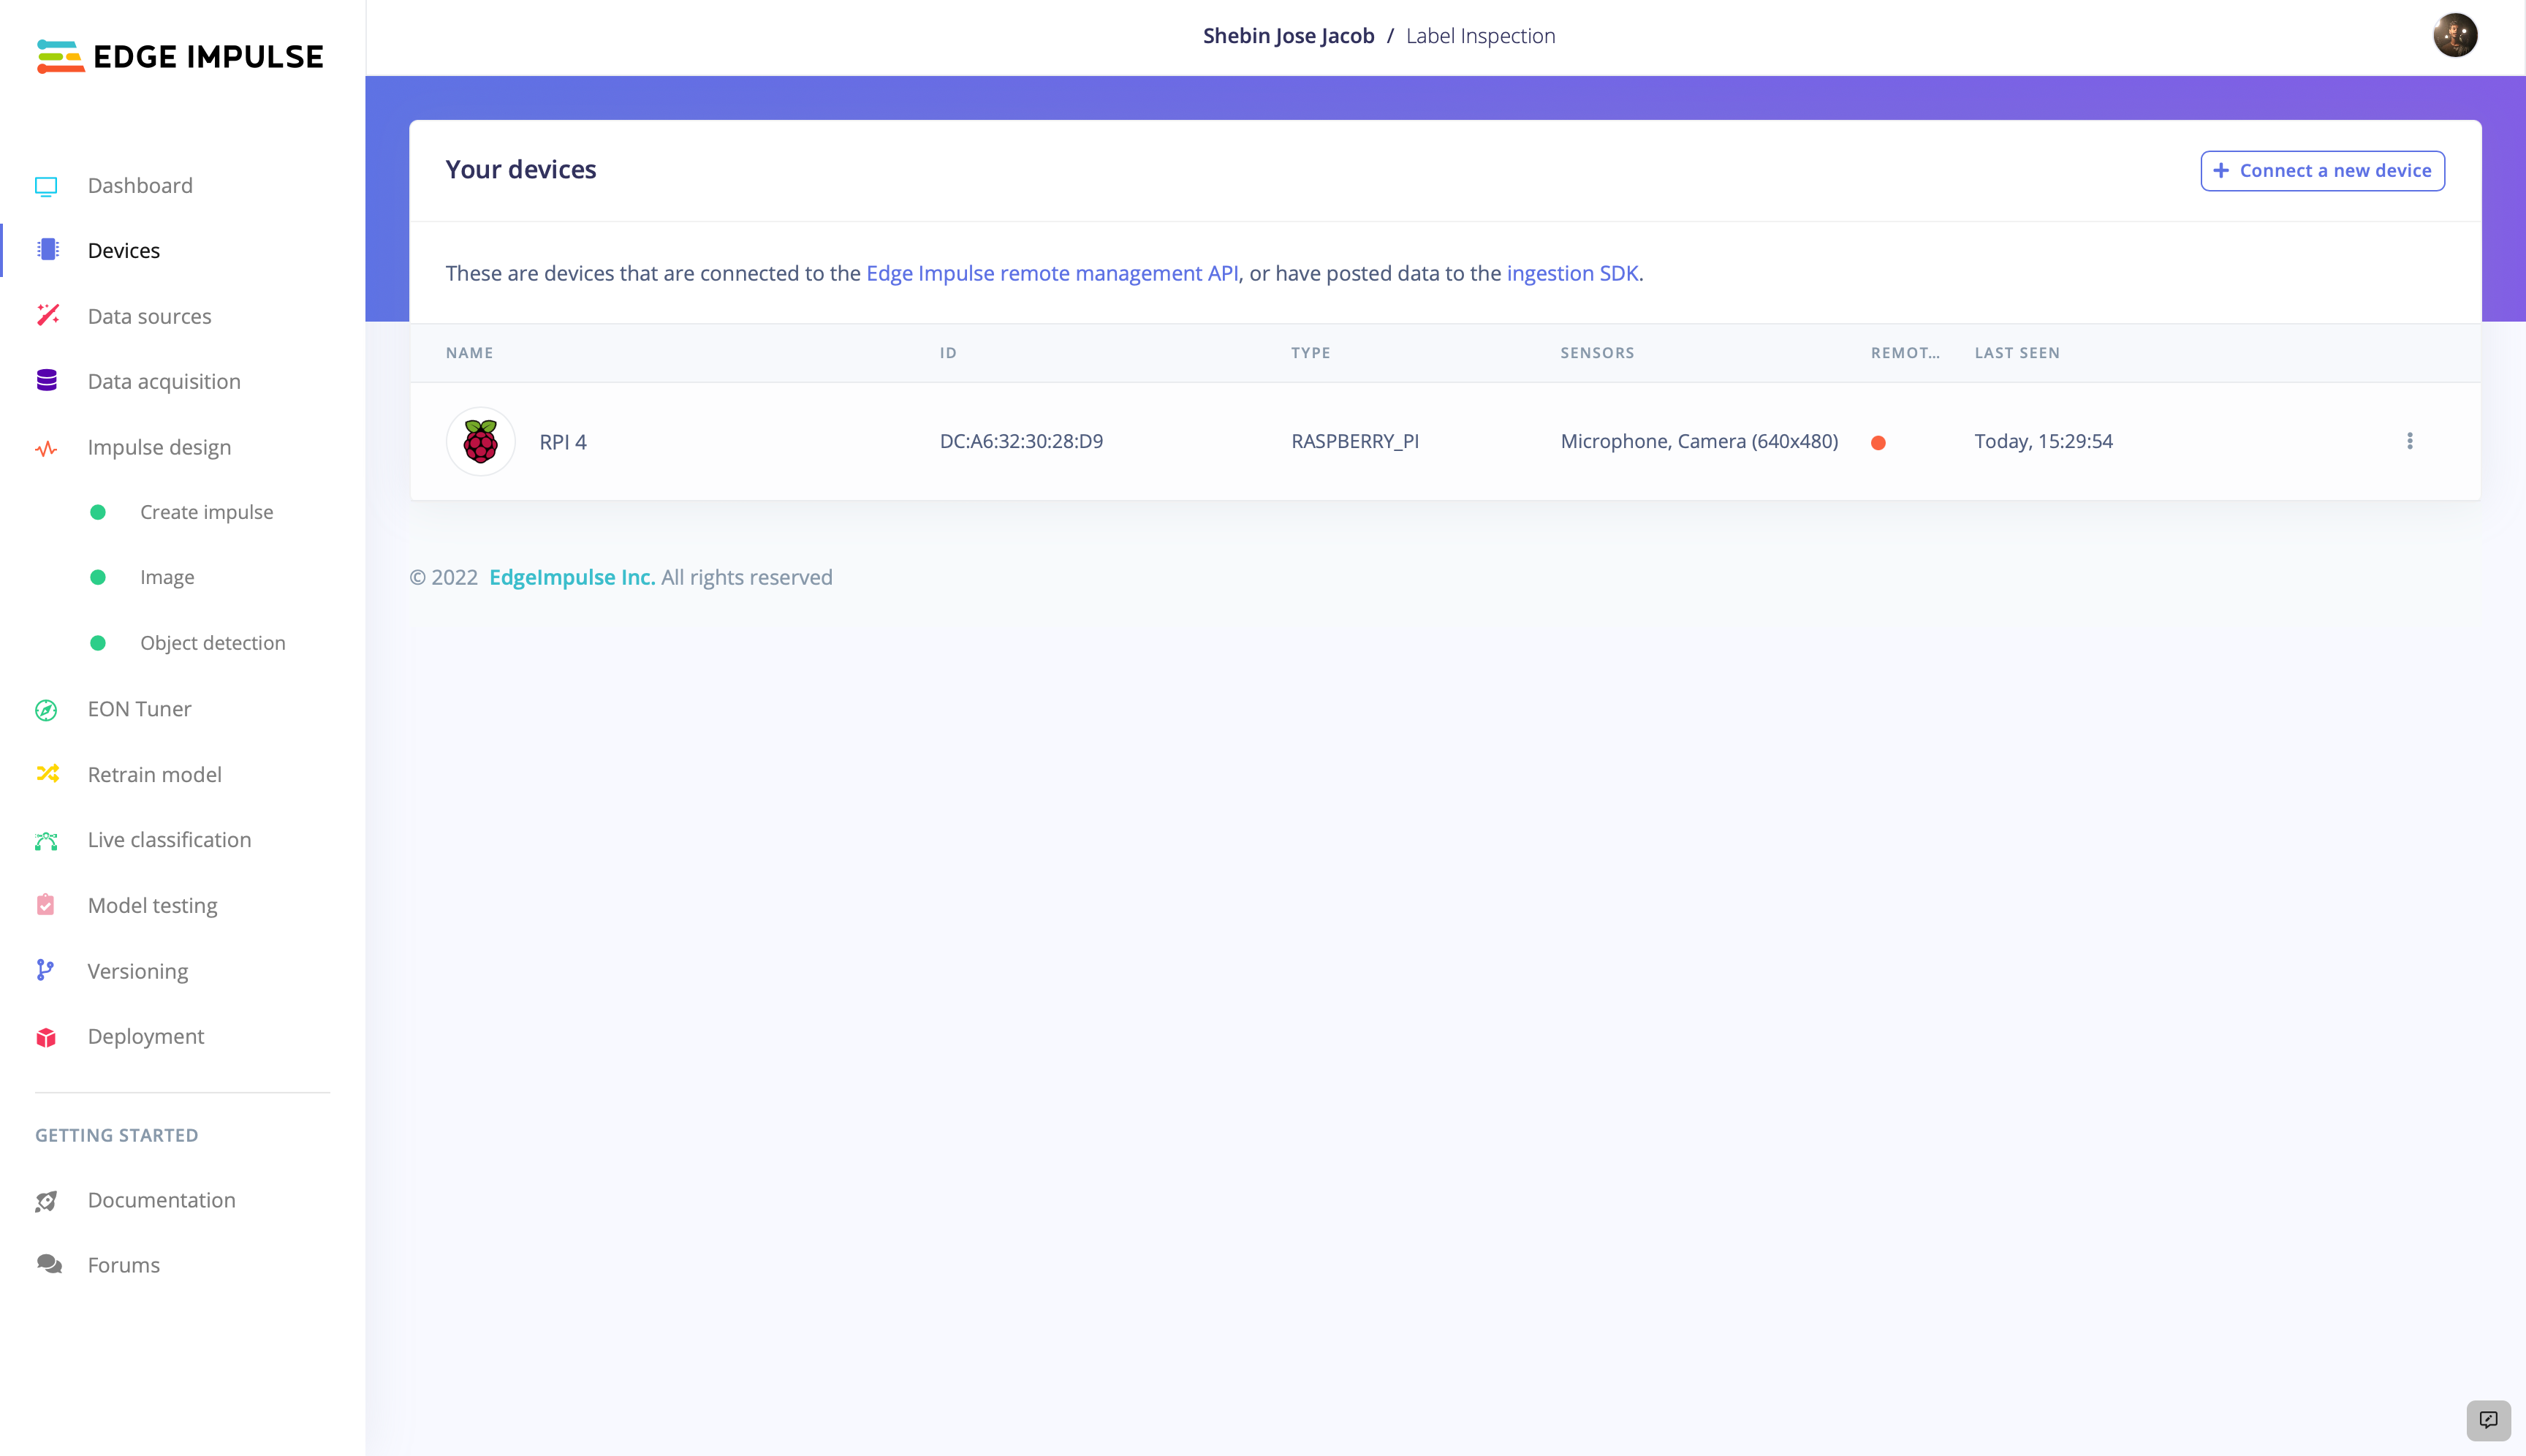 EDGE IMPULSE
Shebin Jose Jacob / Label Inspection
Dashboard
Devices
Data sources
Data acquisition
Impulse design
Create impulse
Image
Object detection
EON Tuner
Retrain model
Live classification
Model testing
Versioning
Deployment
GETTING STARTED
Documentation
Forums
Your devices
+ Connect a new device
These are devices that are connected to the Edge Impulse remote management API, or have posted data to the ingestion SDK.
NAME ID TYPE SENSORS REMOT... LAST SEEN
RPI 4 DC:A6:32:30:28:D9 RASPBERRY_PI Microphone, Camera (640x480) Today, 15:29:54
© 2022 EdgeImpulse Inc. All rights reserved